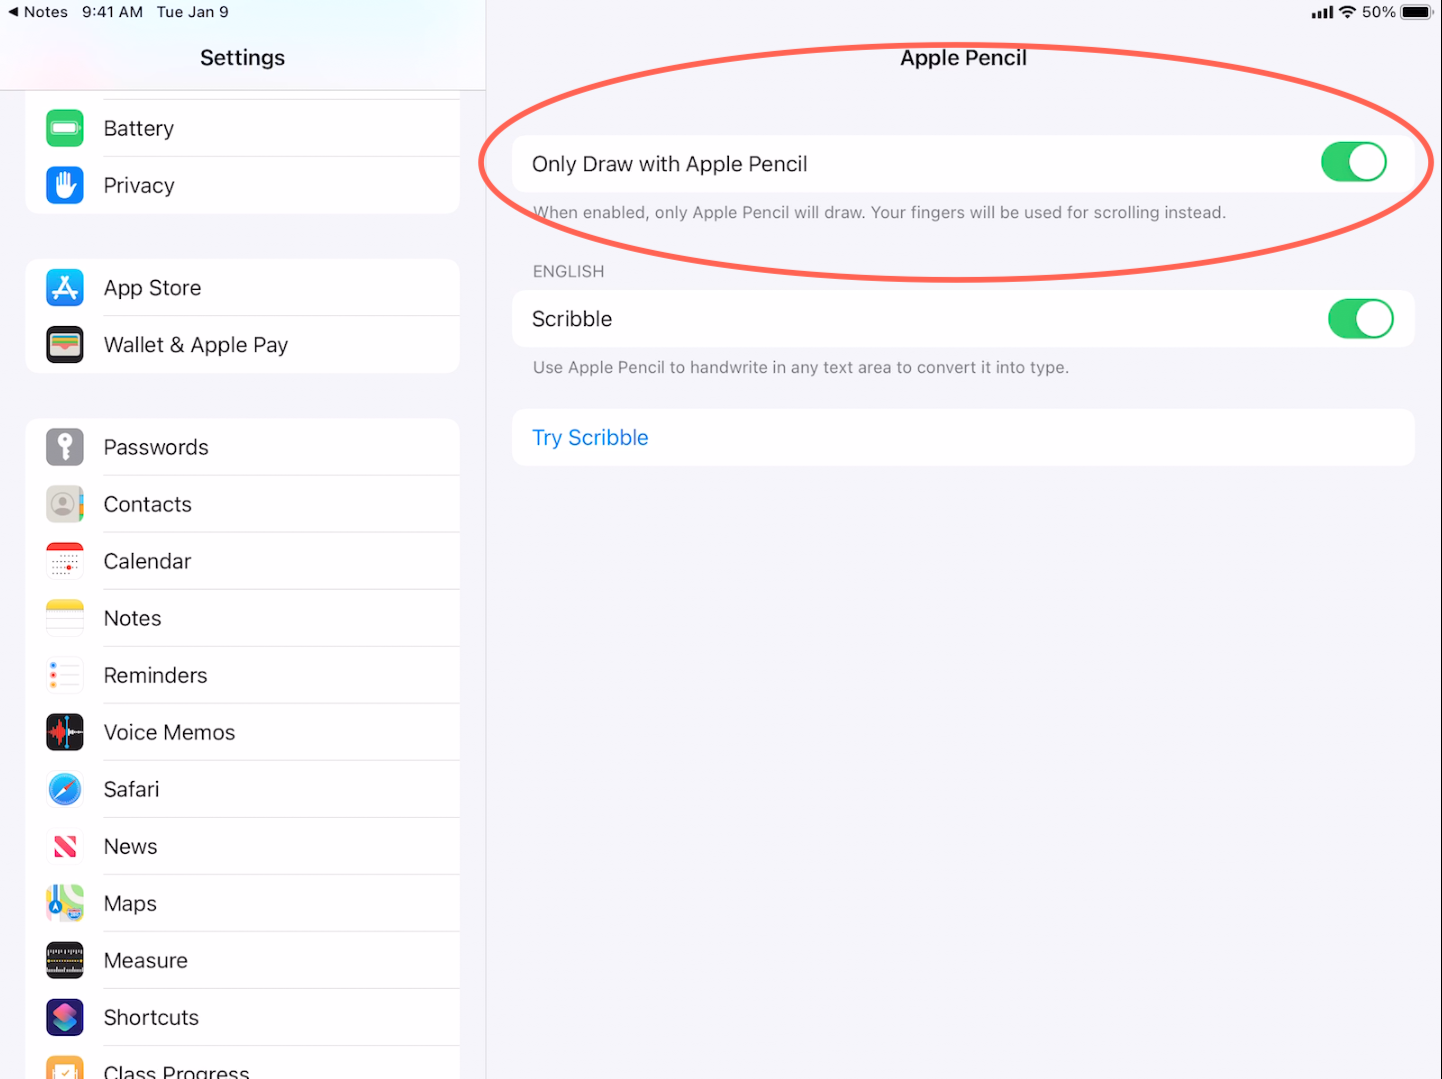 ◀ Notes 9:41 AM Tue Jan 9
50%
Settings
Battery
Privacy
App Store
Wallet & Apple Pay
Passwords
Contacts
Calendar
Notes
Reminders
Voice Memos
Safari
News
Maps
Measure
Shortcuts
Class Progress
Apple Pencil
Only Draw with Apple Pencil
When enabled, only Apple Pencil will draw. Your fingers will be used for scrolling instead.
ENGLISH
Scribble
Use Apple Pencil to handwrite in any text area to convert it into type.
Try Scribble